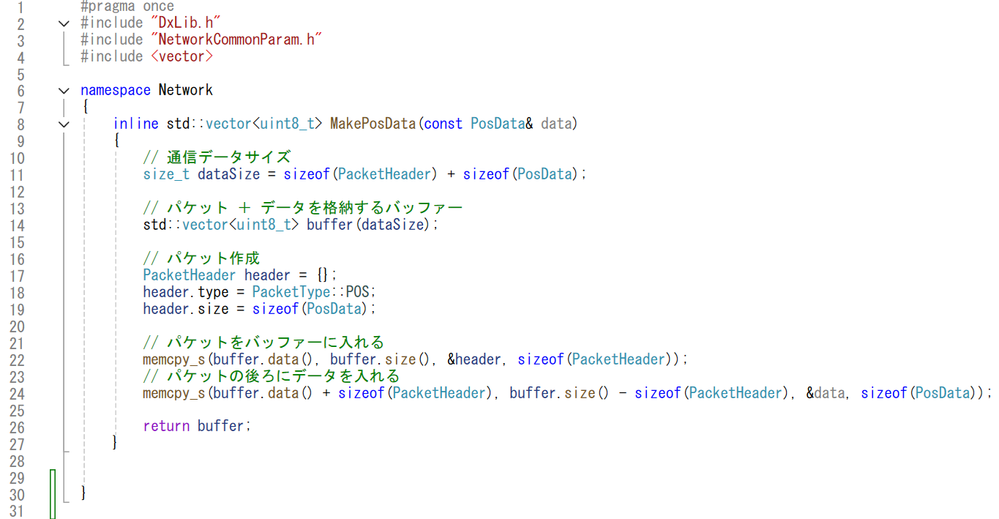 1 #pragma once
2 #include "DxLib.h"
3 #include "NetworkCommonParam.h"
4 #include <vector>
5
6 namespace Network
7 {
8 inline std::vector<uint8_t> MakePosData(const PosData& data)
9 {
10 // 通信データサイズ
11 size_t dataSize = sizeof(PacketHeader) + sizeof(PosData);
12
13 // パケット ＋ データを格納するバッファー
14 std::vector<uint8_t> buffer(dataSize);
15
16 // パケット作成
17 PacketHeader header = {};
18 header.type = PacketType::POS;
19 header.size = sizeof(PosData);
20
21 // パケットをバッファーに入れる
22 memcpy_s(buffer.data(), buffer.size(), &header, sizeof(PacketHeader));
23 // パケットの後ろにデータを入れる
24 memcpy_s(buffer.data() + sizeof(PacketHeader), buffer.size() - sizeof(PacketHeader), &data, sizeof(PosData));
25
26 return buffer;
27 }
28
29
30 }
31